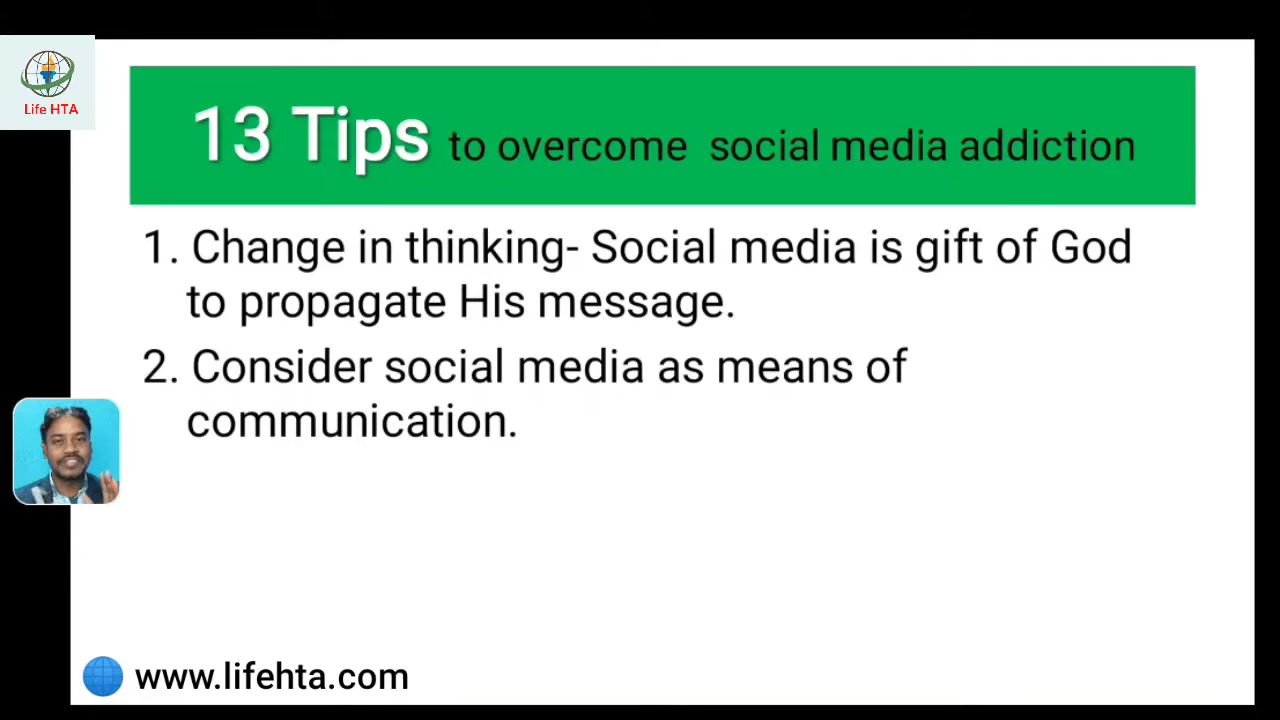 Life HTA
13 Tips to overcome social media addiction
1. Change in thinking- Social media is gift of God
to propagate His message.
2. Consider social media as means of
communication.
www.lifehta.com